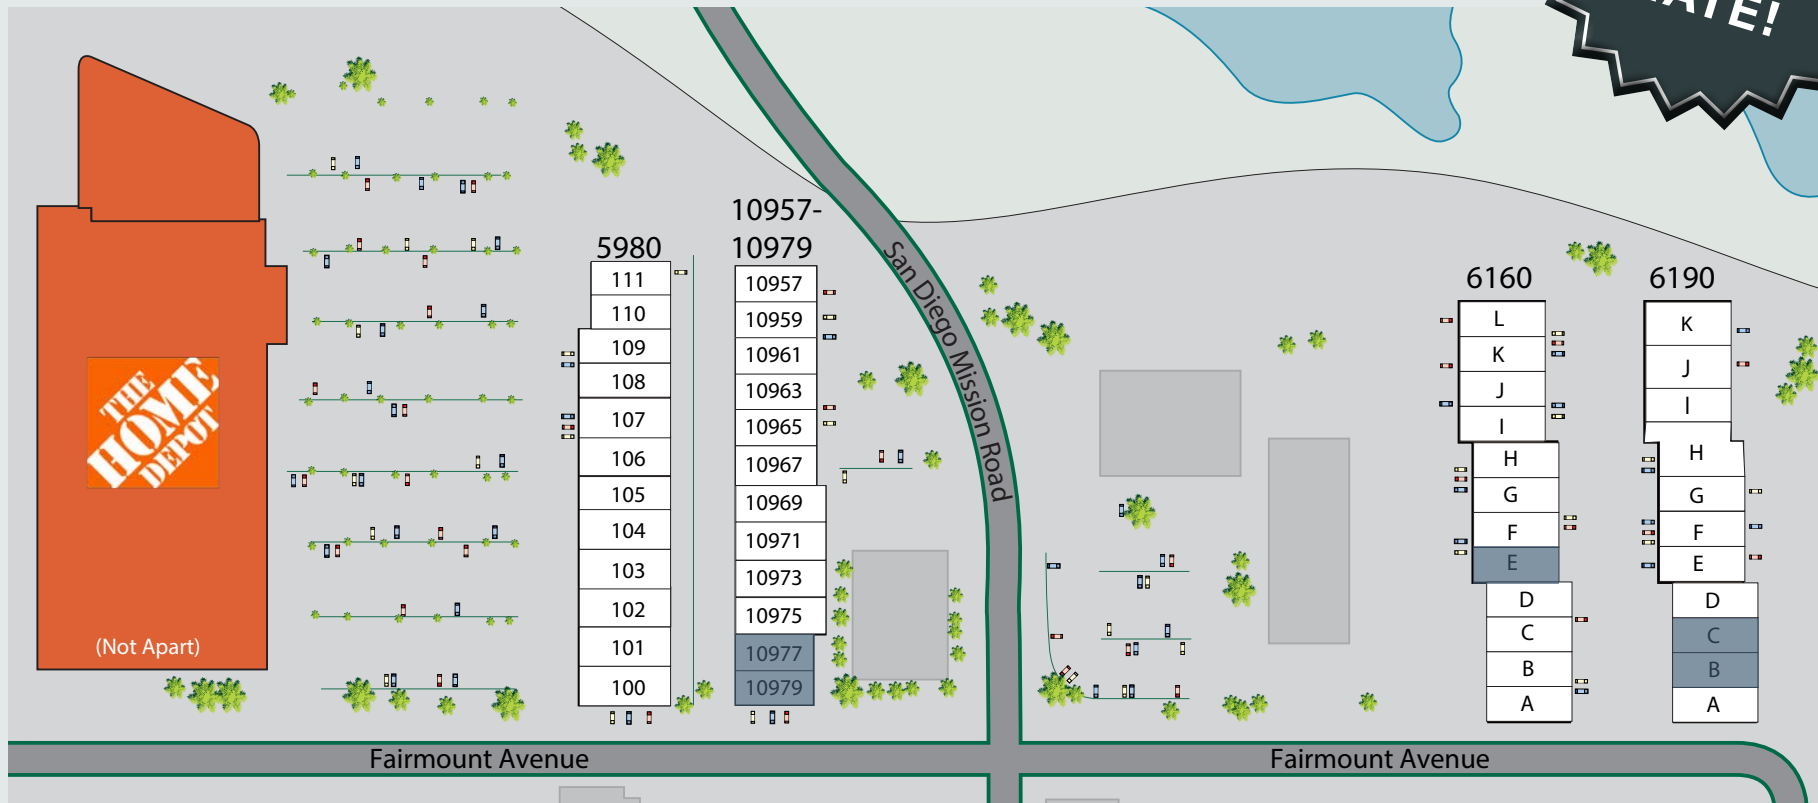 THE
HOME
DEPOT
(Not Apart)
5980
111
110
109
108
107
106
105
104
103
102
101
100
10957-
10979
10957
10959
10961
10963
10965
10967
10969
10971
10973
10975
10977
10979
San Diego Mission Road
6160
L
K
J
I
H
G
F
E
D
C
B
A
6190
K
J
I
H
G
F
E
D
C
B
A
Fairmount Avenue
Fairmount Avenue